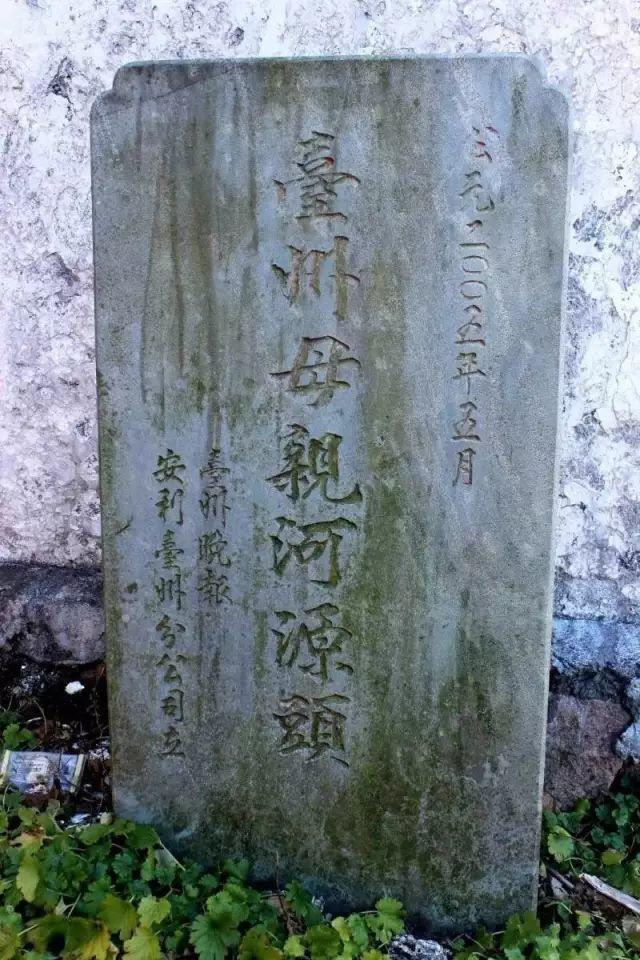 公元二〇〇五年五月
臺州母親河源頭
臺州晚報
安利臺州分公司立